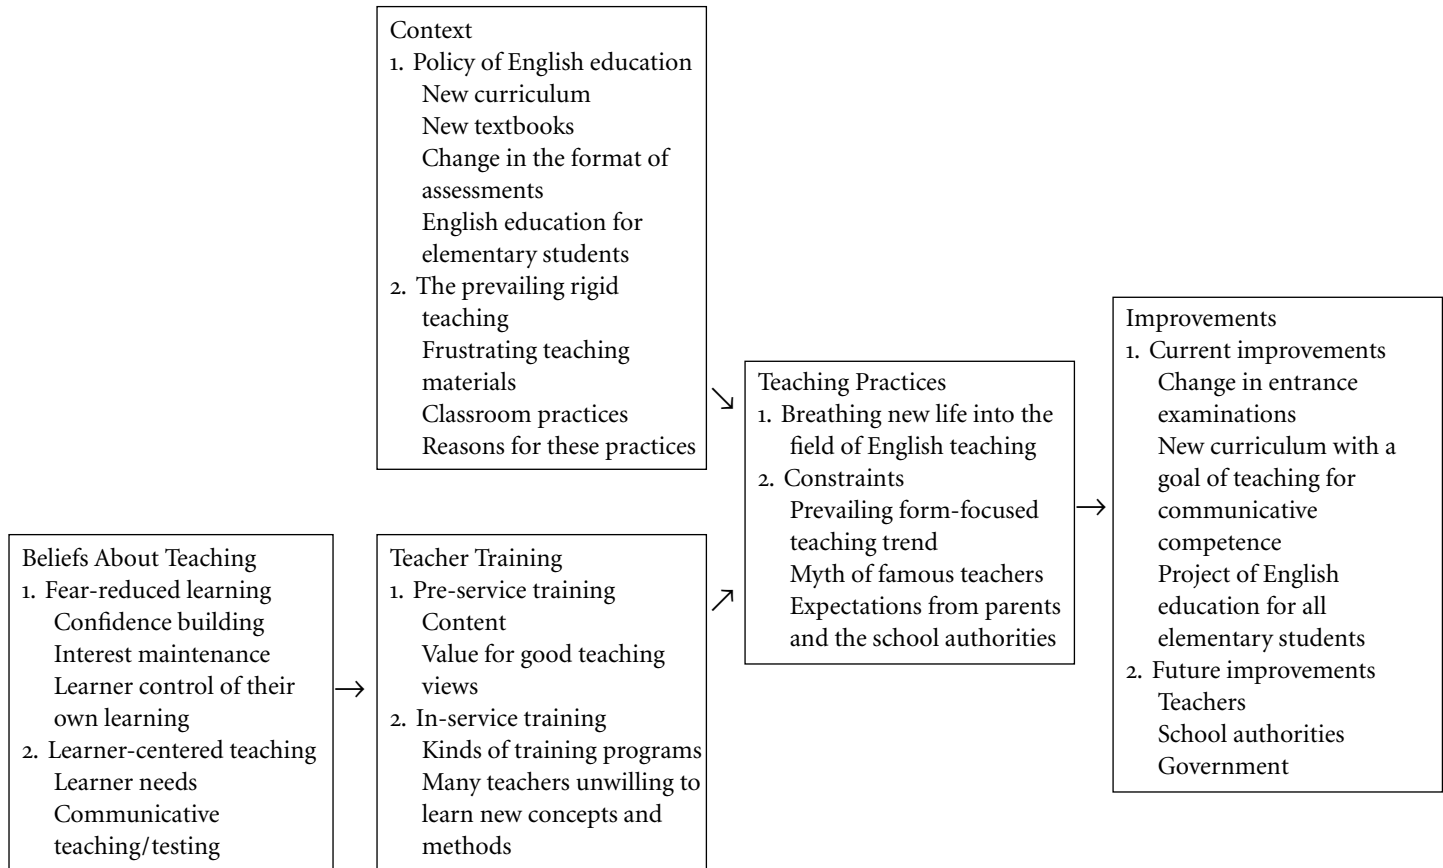 Context
1. Policy of English education
New curriculum
New textbooks
Change in the format of
assessments
English education for
elementary students
2. The prevailing rigid
teaching
Frustrating teaching
materials
Classroom practices
Reasons for these practices
Beliefs About Teaching
1. Fear-reduced learning
Confidence building
Interest maintenance
Learner control of their
own learning
2. Learner-centered teaching
Learner needs
Communicative
teaching/testing
Teacher Training
1. Pre-service training
Content
Value for good teaching
views
2. In-service training
Kinds of training programs
Many teachers unwilling to
learn new concepts and
methods
Teaching Practices
1. Breathing new life into the
field of English teaching
2. Constraints
Prevailing form-focused
teaching trend
Myth of famous teachers
Expectations from parents
and the school authorities
Improvements
1. Current improvements
Change in entrance
examinations
New curriculum with a
goal of teaching for
communicative
competence
Project of English
education for all
elementary students
2. Future improvements
Teachers
School authorities
Government